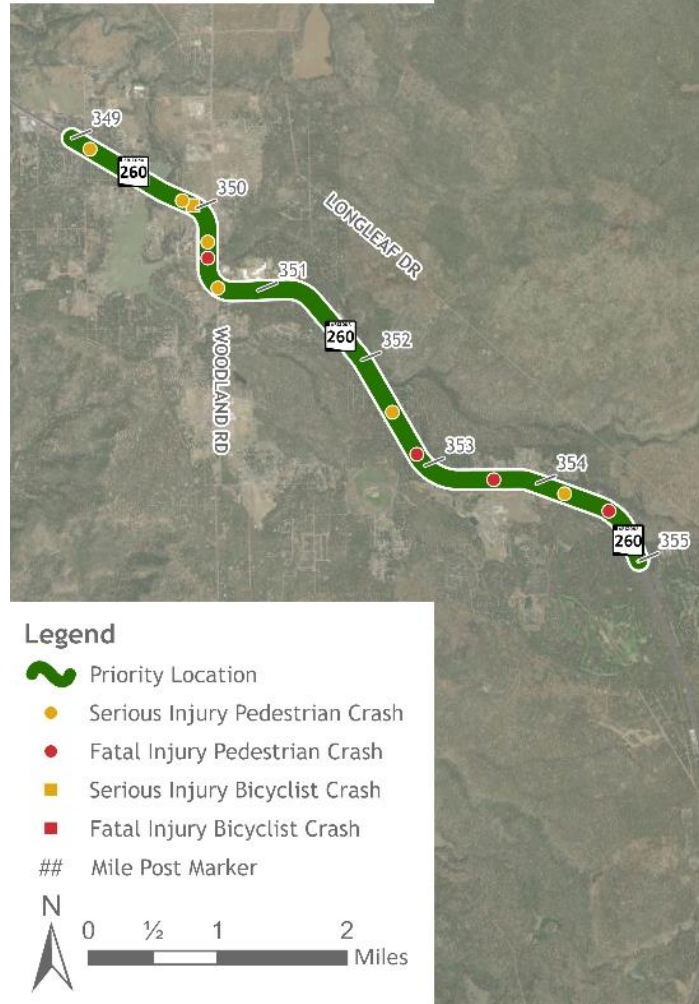 349
260
350
LONGLEAF DR
351
260
352
WOODLAND RD
353
354
260
355
Legend
Priority Location
Serious Injury Pedestrian Crash
Fatal Injury Pedestrian Crash
Serious Injury Bicyclist Crash
Fatal Injury Bicyclist Crash
## Mile Post Marker
N
0 ½ 1 2
Miles